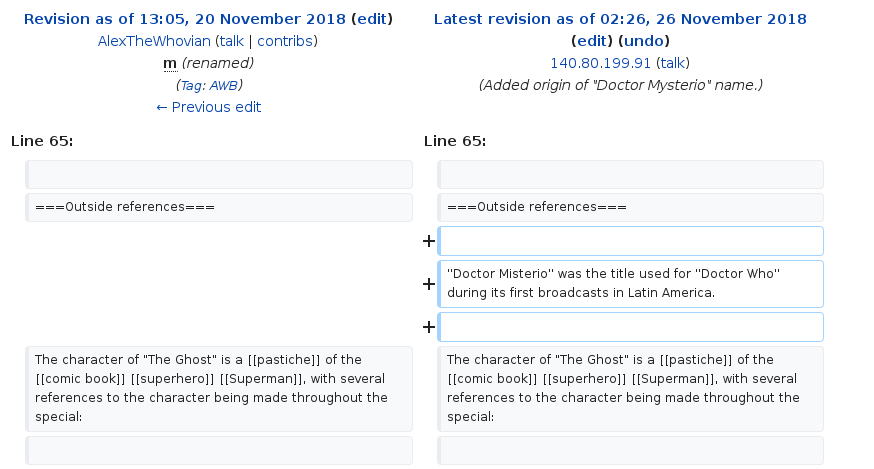 Revision as of 13:05, 20 November 2018 (edit)
AlexTheWhovian (talk | contribs)
m (renamed)
(Tag: AWB)
← Previous edit
Latest revision as of 02:26, 26 November 2018
(edit) (undo)
140.80.199.91 (talk)
(Added origin of "Doctor Mysterio" name.)
Line 65:
Line 65:
===Outside references===
===Outside references===
+
+
''Doctor Misterio'' was the title used for ''Doctor Who''
during its first broadcasts in Latin America.
+
The character of "The Ghost" is a [[pastiche]] of the
[[comic book]] [[superhero]] [[Superman]], with several
references to the character being made throughout the
special:
The character of "The Ghost" is a [[pastiche]] of the
[[comic book]] [[superhero]] [[Superman]], with several
references to the character being made throughout the
special: